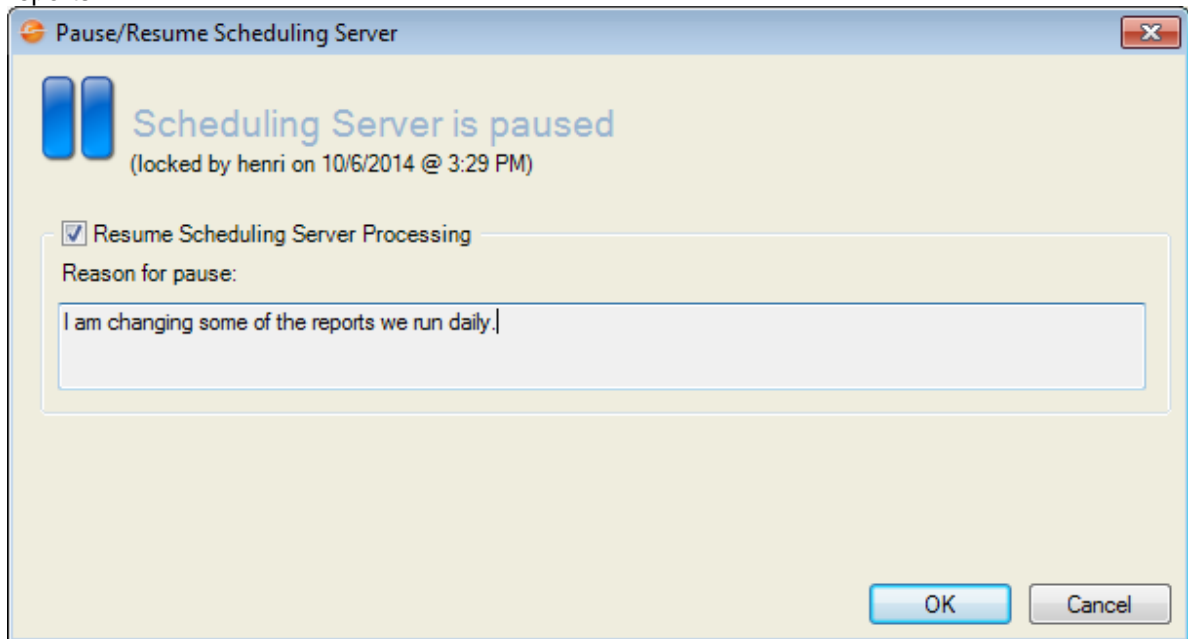 Pause/Resume Scheduling Server
Scheduling Server is paused
(locked by henri on 10/6/2014 @ 3:29 PM)
Resume Scheduling Server Processing
Reason for pause:
I am changing some of the reports we run daily.
OK Cancel